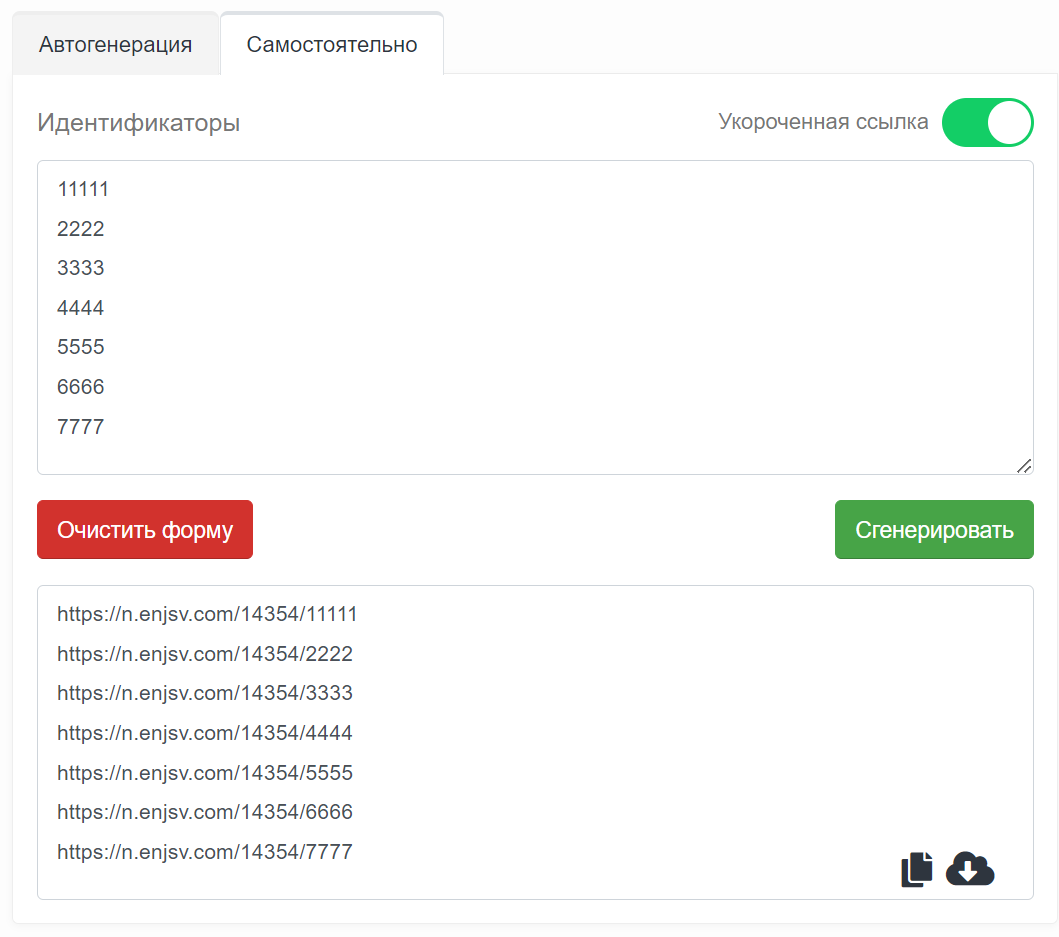 Автогенерация
Самостоятельно
Идентификаторы
Укороченная ссылка
11111
2222
3333
4444
5555
6666
7777
Очистить форму
Сгенерировать
https://n.enjsv.com/14354/11111
https://n.enjsv.com/14354/2222
https://n.enjsv.com/14354/3333
https://n.enjsv.com/14354/4444
https://n.enjsv.com/14354/5555
https://n.enjsv.com/14354/6666
https://n.enjsv.com/14354/7777